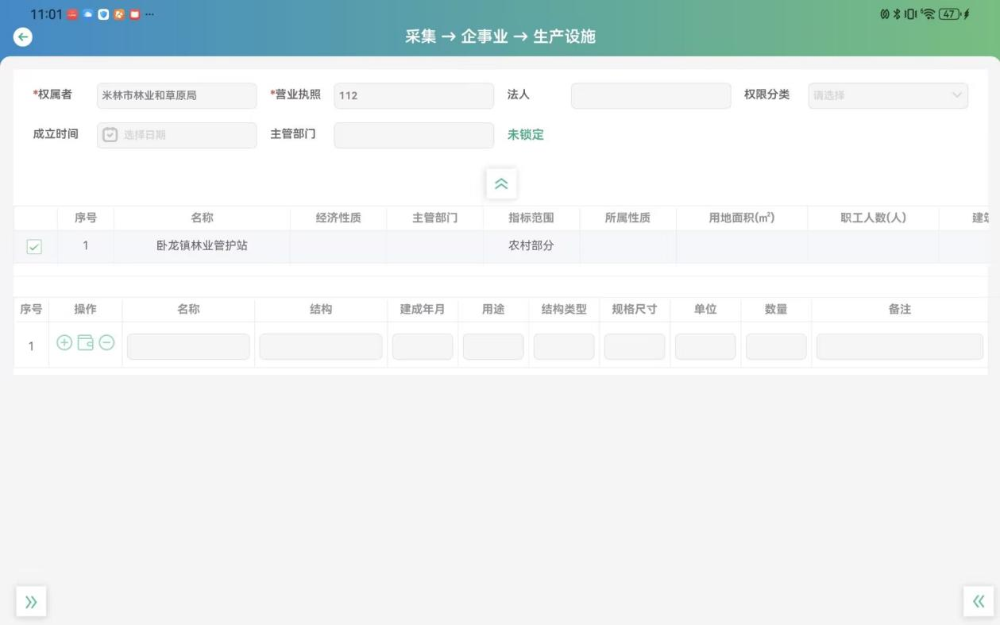 11:01 ... 6 47
采集 → 企事业 → 生产设施
*权属者 米林市林业和草原局 *营业执照 112 法人 权限分类 请选择
成立时间 选择日期 主管部门 未锁定
序号 名称 经济性质 主管部门 指标范围 所属性质 用地面积(㎡) 职工人数(人)
1 卧龙镇林业管护站 农村部分
序号 操作 名称 结构 建成年月 用途 结构类型 规格尺寸 单位 数量 备注
1